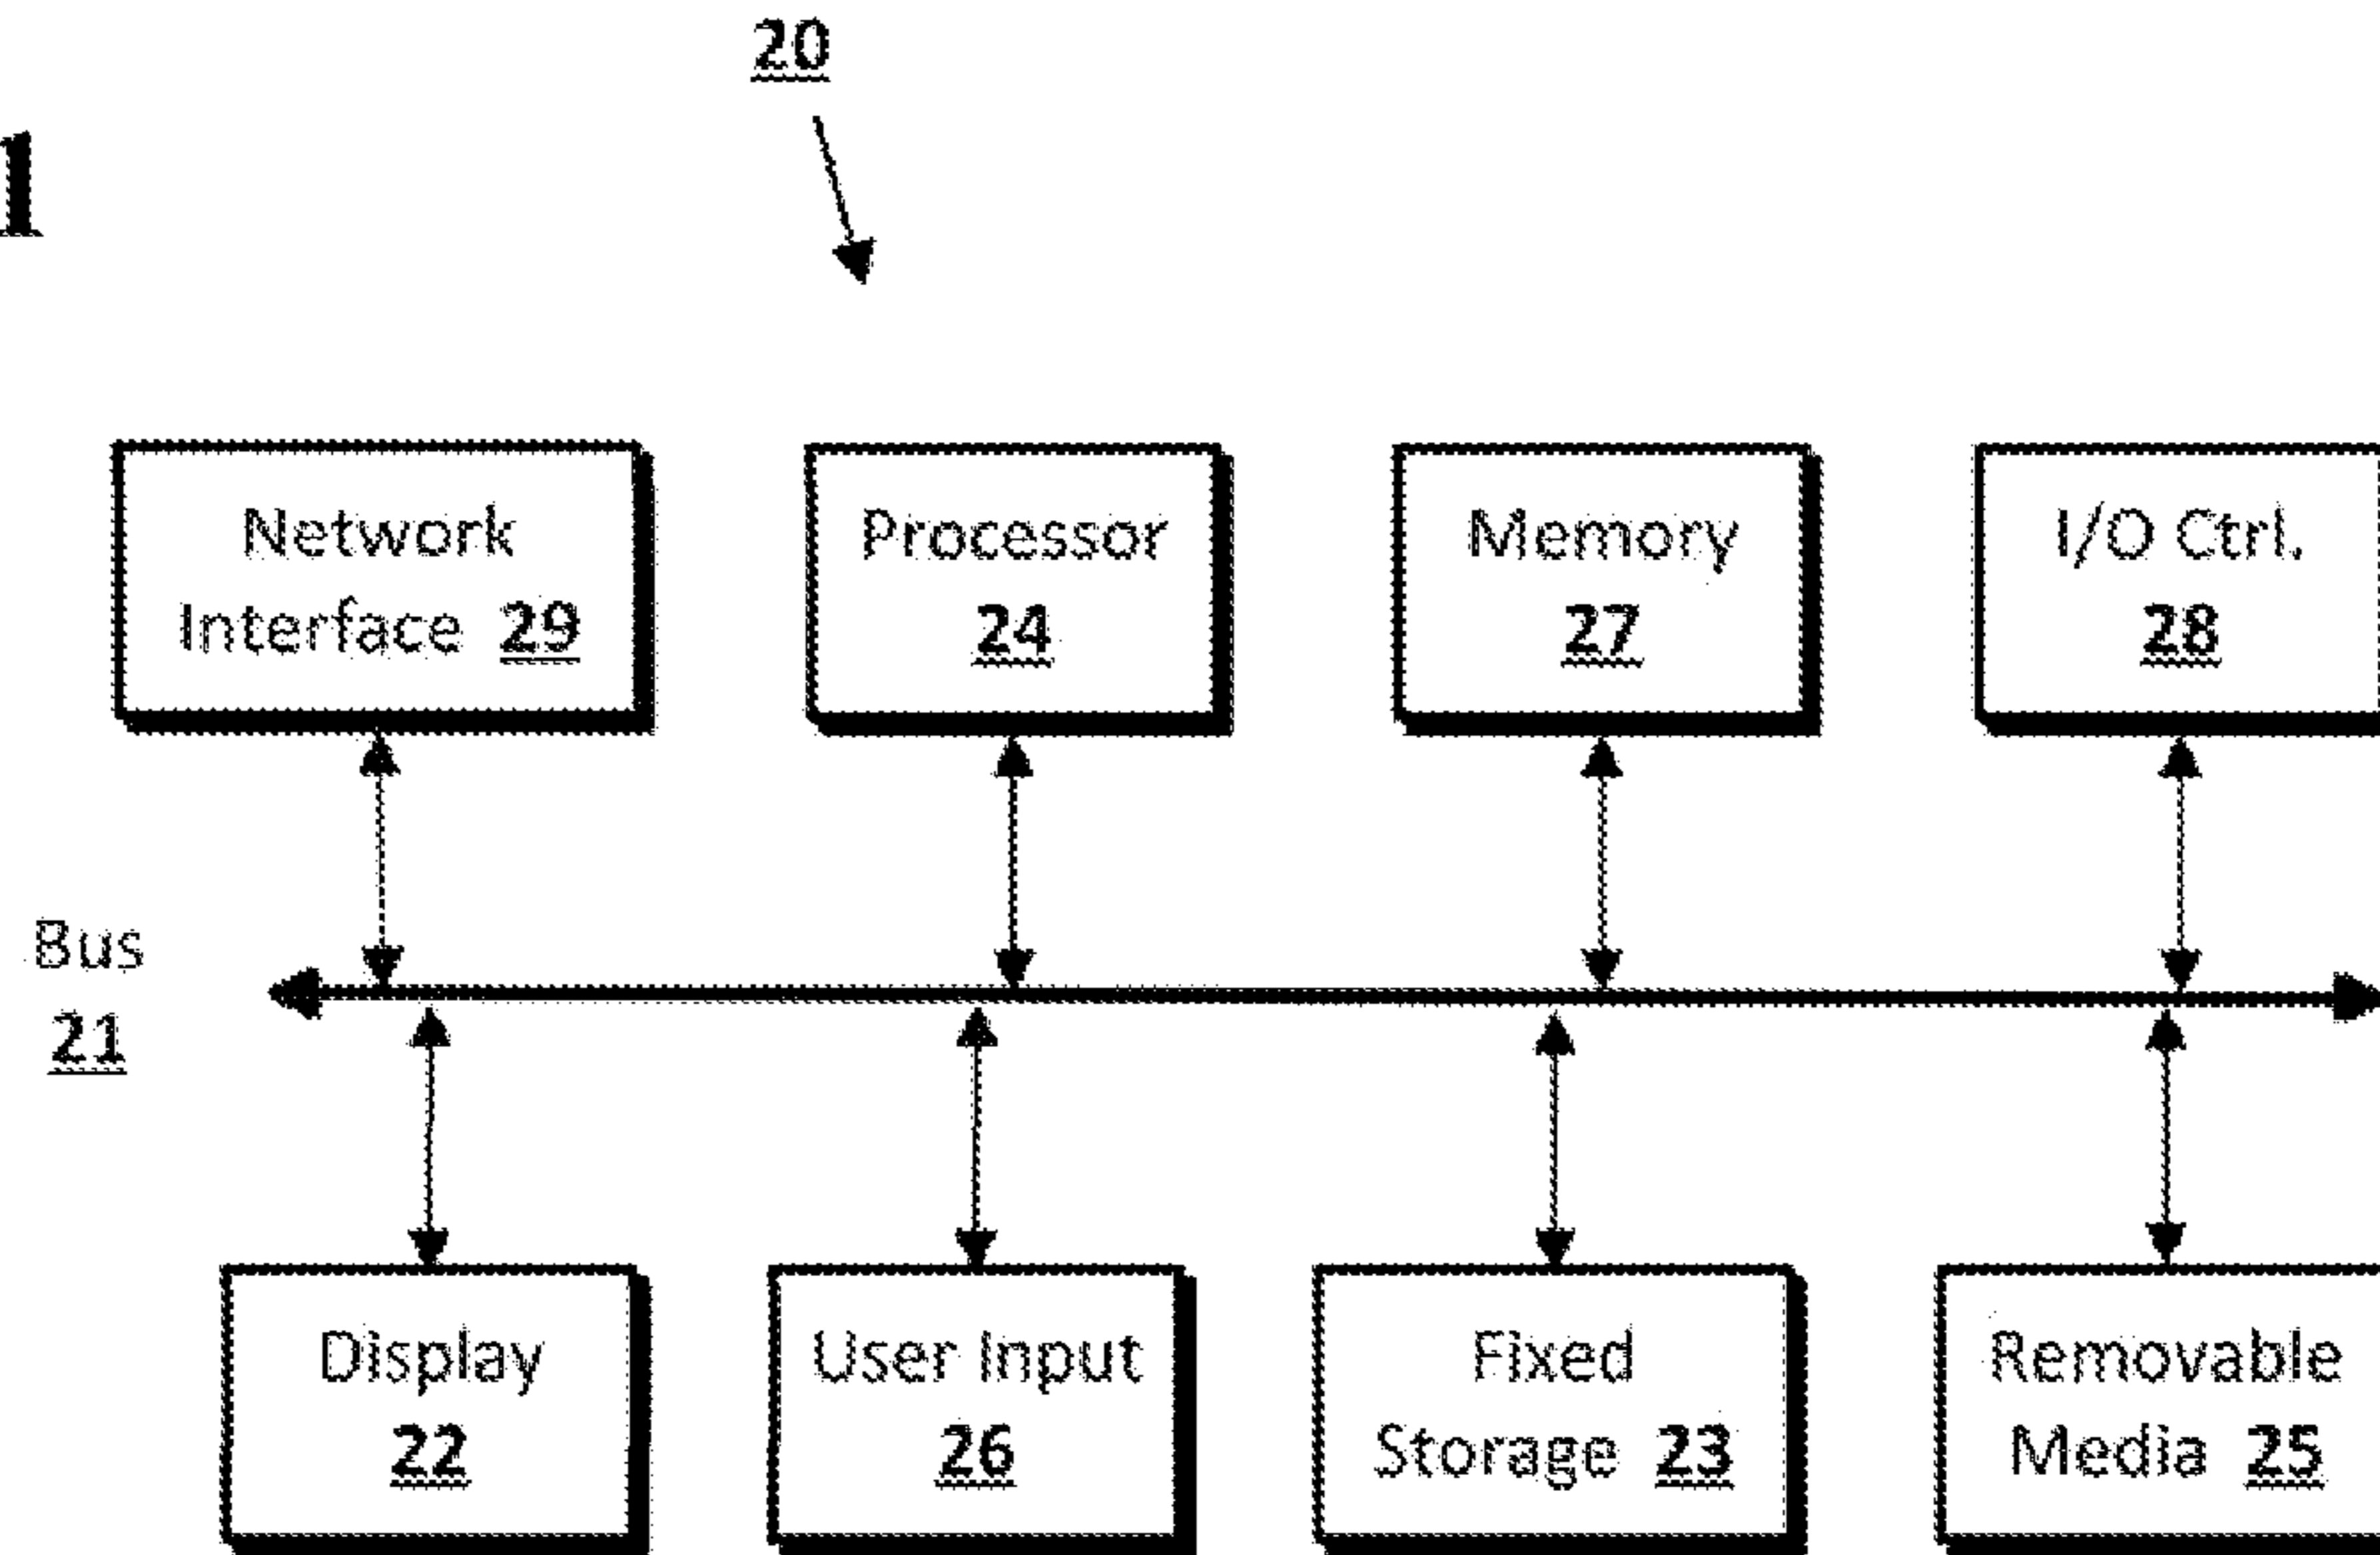 20
1
Network
Interface 29
Processor
24
Memory
27
I/O Ctrl.
28
Bus
21
Display
22
User Input
26
Fixed
Storage 23
Removable
Media 25